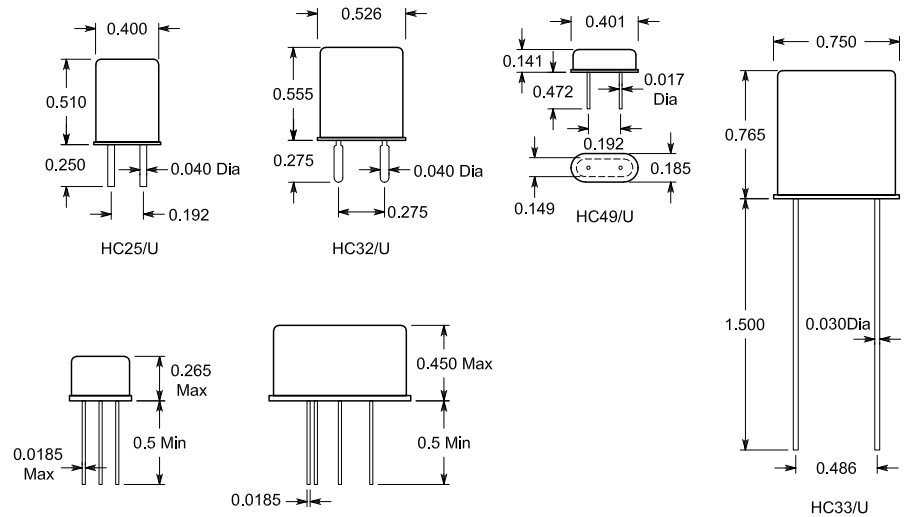 0.400
0.510
0.250
0.040 Dia
0.192
HC25/U
0.526
0.555
0.275
0.040 Dia
0.275
HC32/U
0.401
0.141
0.472
0.017
Dia
0.192
0.185
0.149
HC49/U
0.750
0.765
1.500
0.030Dia
0.486
HC33/U
0.265
Max
0.5 Min
0.0185
Max
0.450 Max
0.5 Min
0.0185